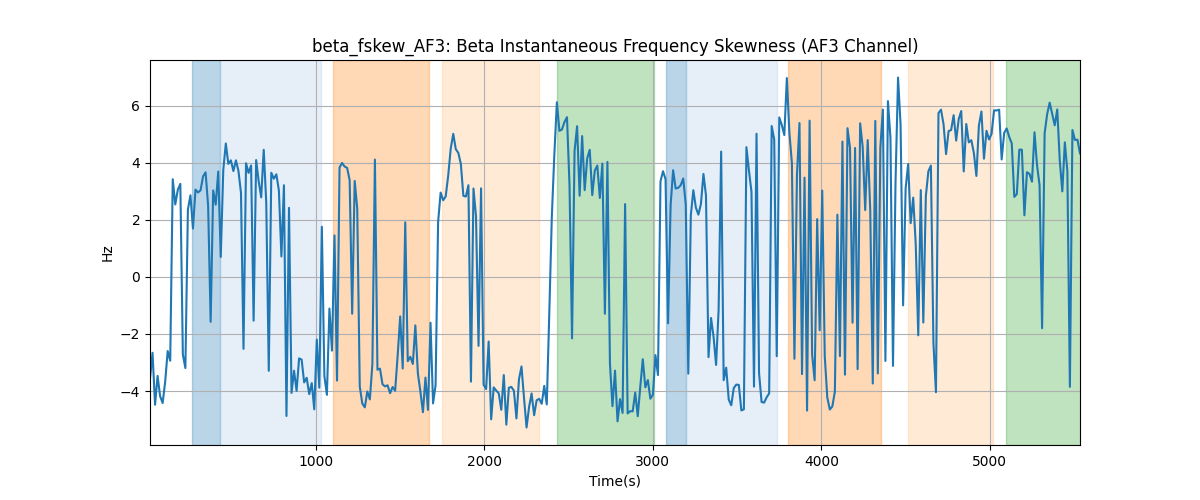 beta_fskew_AF3: Beta Instantaneous Frequency Skewness (AF3 Channel)
Hz
6
4
2
0
−2
−4
1000 2000 3000 4000 5000
Time(s)